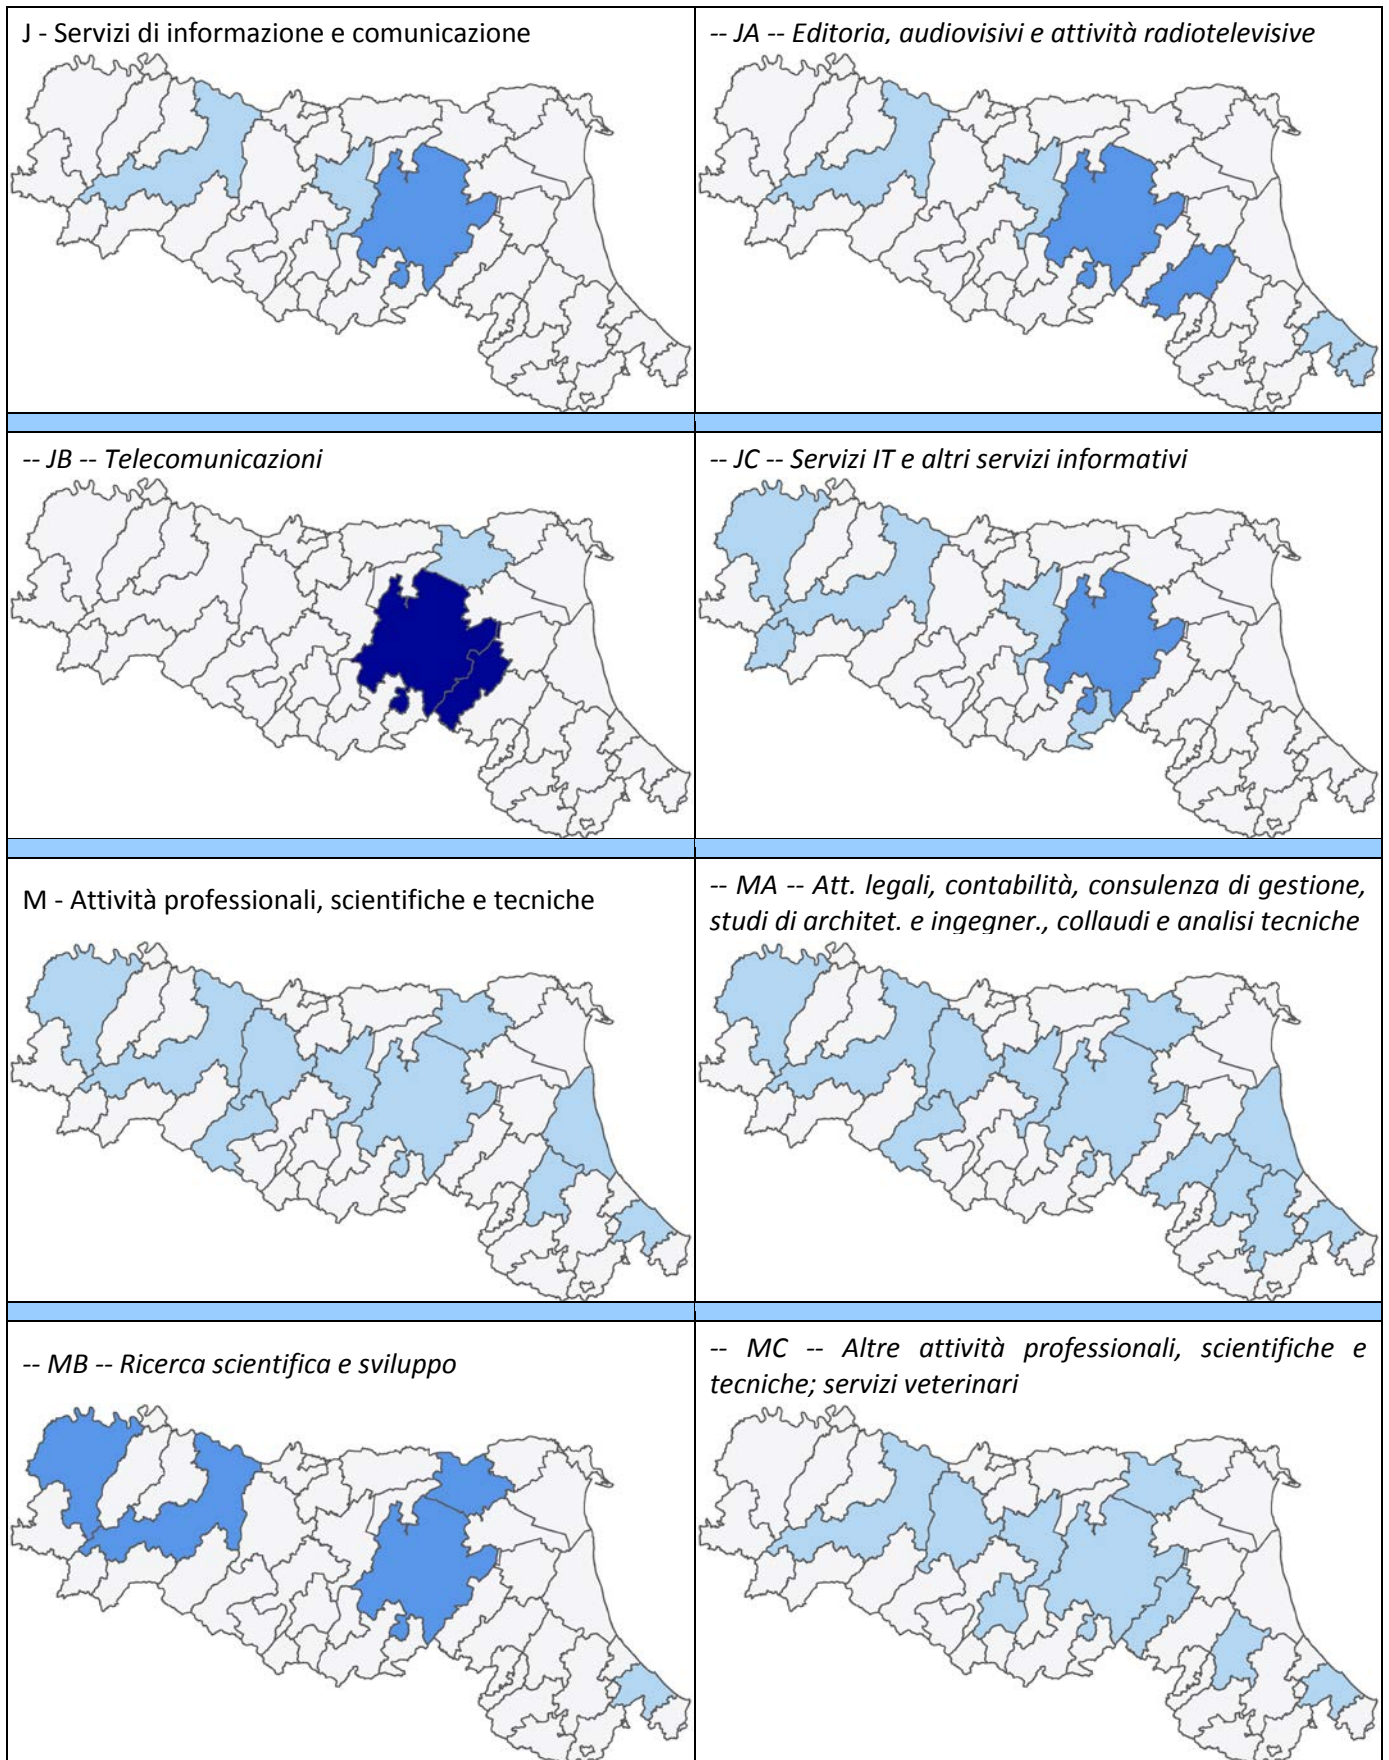 J - Servizi di informazione e comunicazione
-- JA -- Editoria, audiovisivi e attività radiotelevisive
-- JB -- Telecomunicazioni
-- JC -- Servizi IT e altri servizi informativi
M - Attività professionali, scientifiche e tecniche
-- MA -- Att. legali, contabilità, consulenza di gestione,
studi di architet. e ingegner., collaudi e analisi tecniche
-- MB -- Ricerca scientifica e sviluppo
-- MC -- Altre attività professionali, scientifiche e
tecniche; servizi veterinari